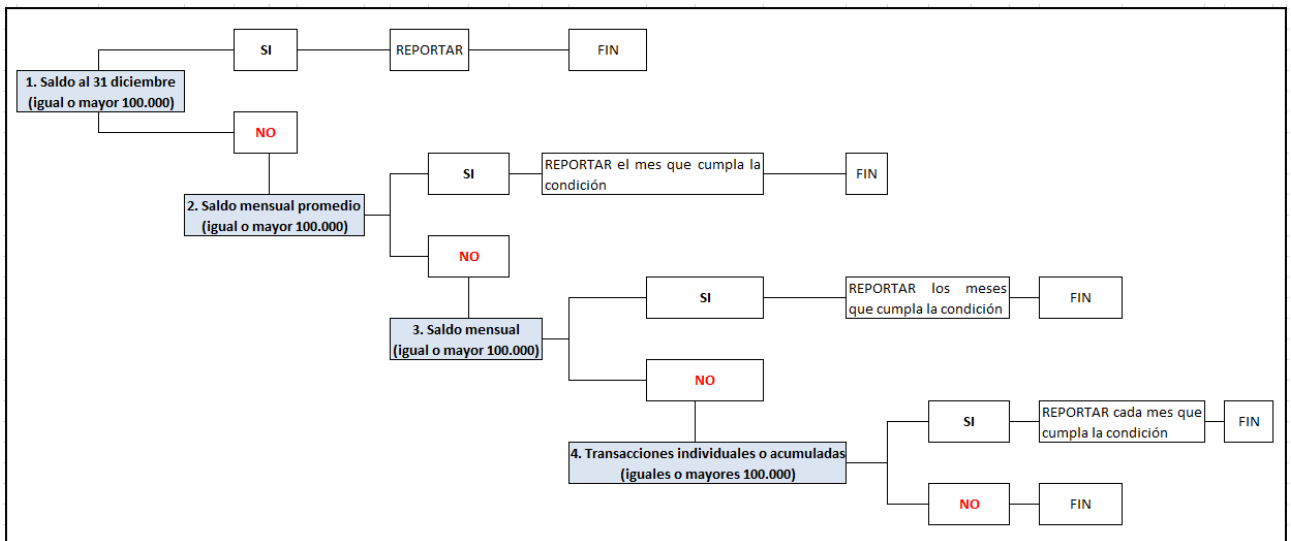 SI
REPORTAR
FIN
1. Saldo al 31 diciembre
(igual o mayor 100.000)
NO
SI
REPORTAR el mes que cumpla la
condición
FIN
2. Saldo mensual promedio
(igual o mayor 100.000)
NO
SI
REPORTAR los meses
que cumpla la condición
FIN
3. Saldo mensual
(igual o mayor 100.000)
NO
SI
REPORTAR cada mes que
cumpla la condición
FIN
4. Transacciones individuales o acumuladas
(iguales o mayores 100.000)
NO
FIN